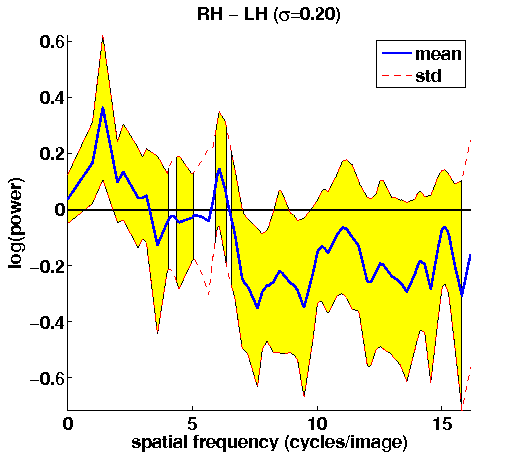 RH − LH (σ=0.20)
mean
std
0.6
0.4
0.2
0
−0.2
−0.4
−0.6
log(power)
0 5 10 15
spatial frequency (cycles/image)